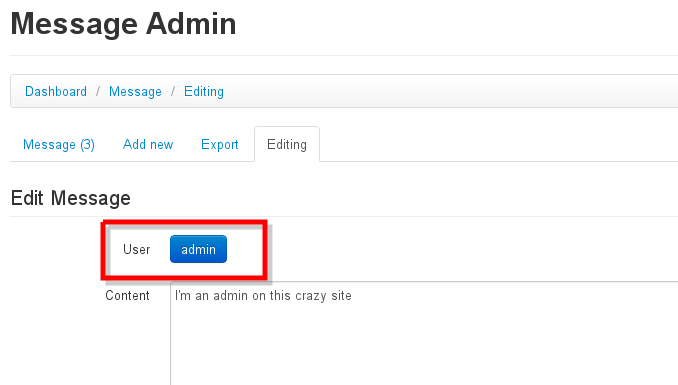 Message Admin
Dashboard / Message / Editing
Message (3) Add new Export Editing
Edit Message
User admin
Content I'm an admin on this crazy site